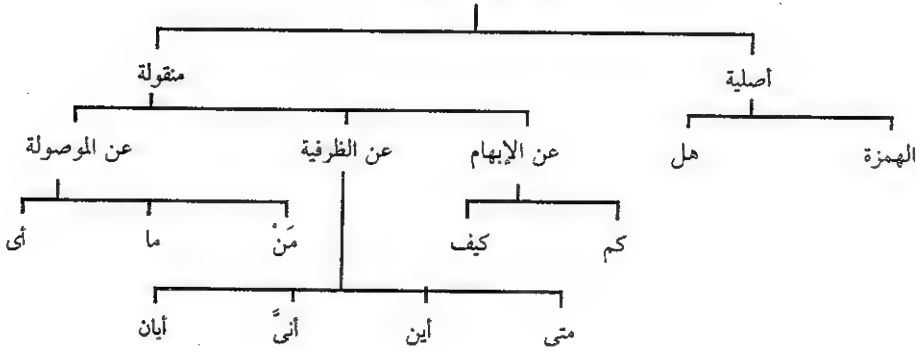 أصلية منقولة
الهمزة هل عن الإبهام عن الظرفية عن الموصولة
كم كيف مَنْ ما أى
متى أين أنىَّ أيان